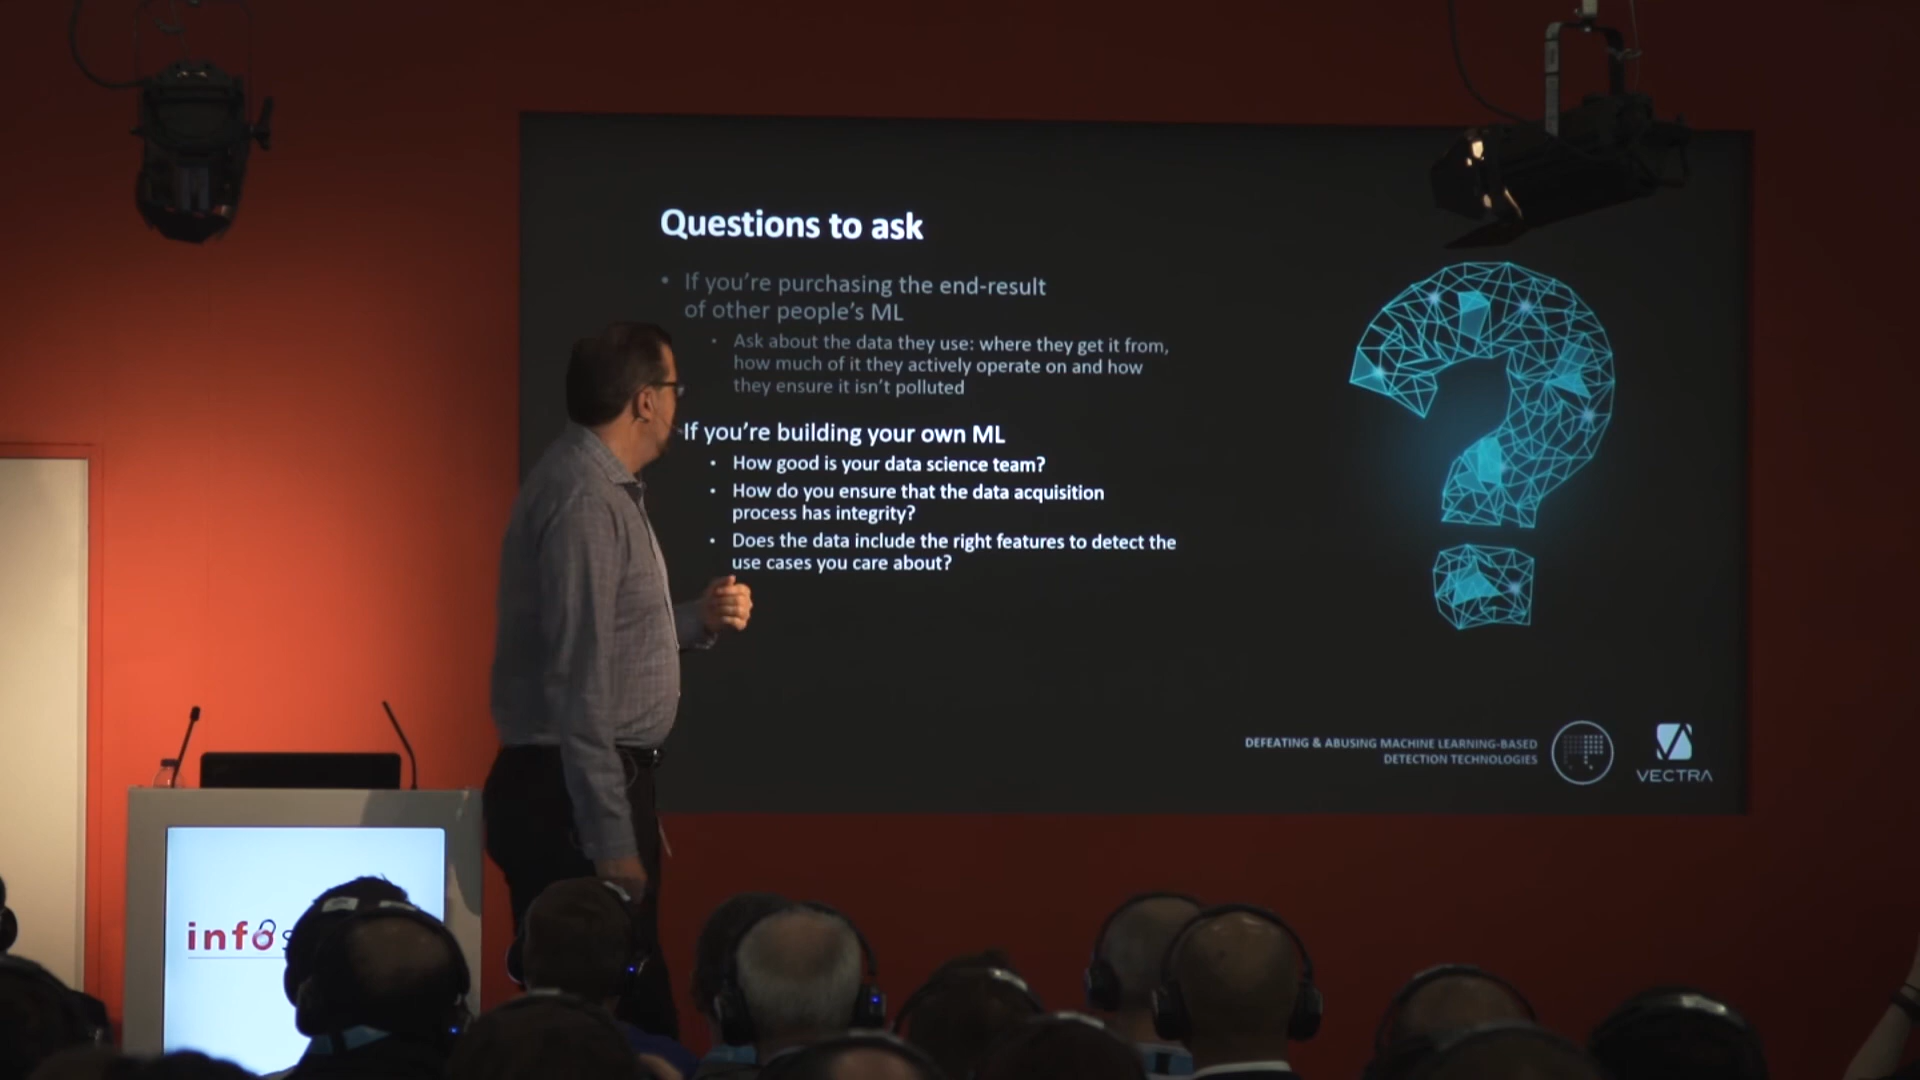 Questions to ask
• If you're purchasing the end-result
of other people's ML
• Ask about the data they use: where they get it from,
how much of it they actively operate on and how
they ensure it isn't polluted
If you're building your own ML
• How good is your data science team?
• How do you ensure that the data acquisition
process has integrity?
• Does the data include the right features to detect the
use cases you care about?
DEFEATING & ABUSING MACHINE LEARNING-BASED
DETECTION TECHNOLOGIES
VECTRA
info